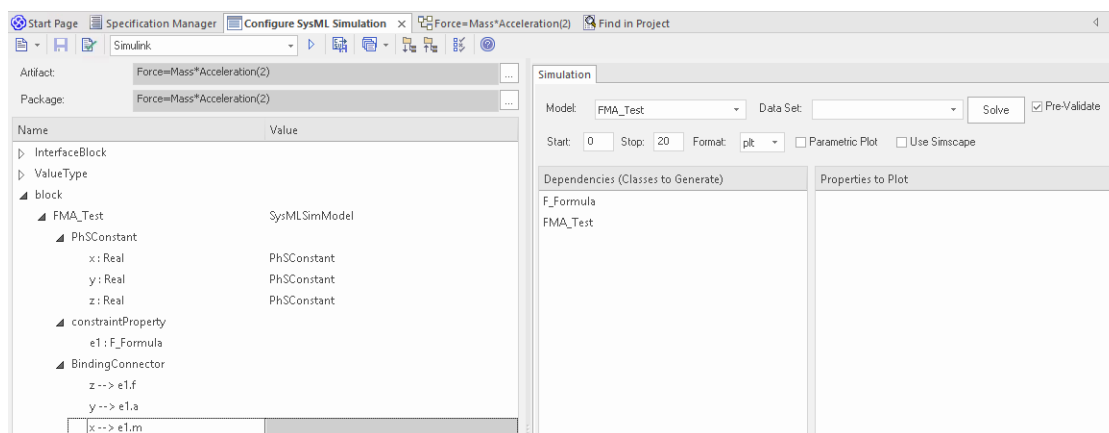 Start Page Specification Manager Configure SysML Simulation × Force=Mass*Acceleration(2) Find in Project
Simulink
Artifact: Force=Mass*Acceleration(2) ...
Package: Force=Mass*Acceleration(2) ...
Name Value
InterfaceBlock
ValueType
block
FMA_Test SysMLSimModel
PhSConstant
x : Real PhSConstant
y : Real PhSConstant
z : Real PhSConstant
constraintProperty
e1 : F_Formula
BindingConnector
z --> e1.f
y --> e1.a
x --> e1.m
Simulation
Model: FMA_Test Data Set: Solve Pre-Validate
Start: 0 Stop: 20 Format: plt Parametric Plot Use Simscape
Dependencies (Classes to Generate) Properties to Plot
F_Formula
FMA_Test